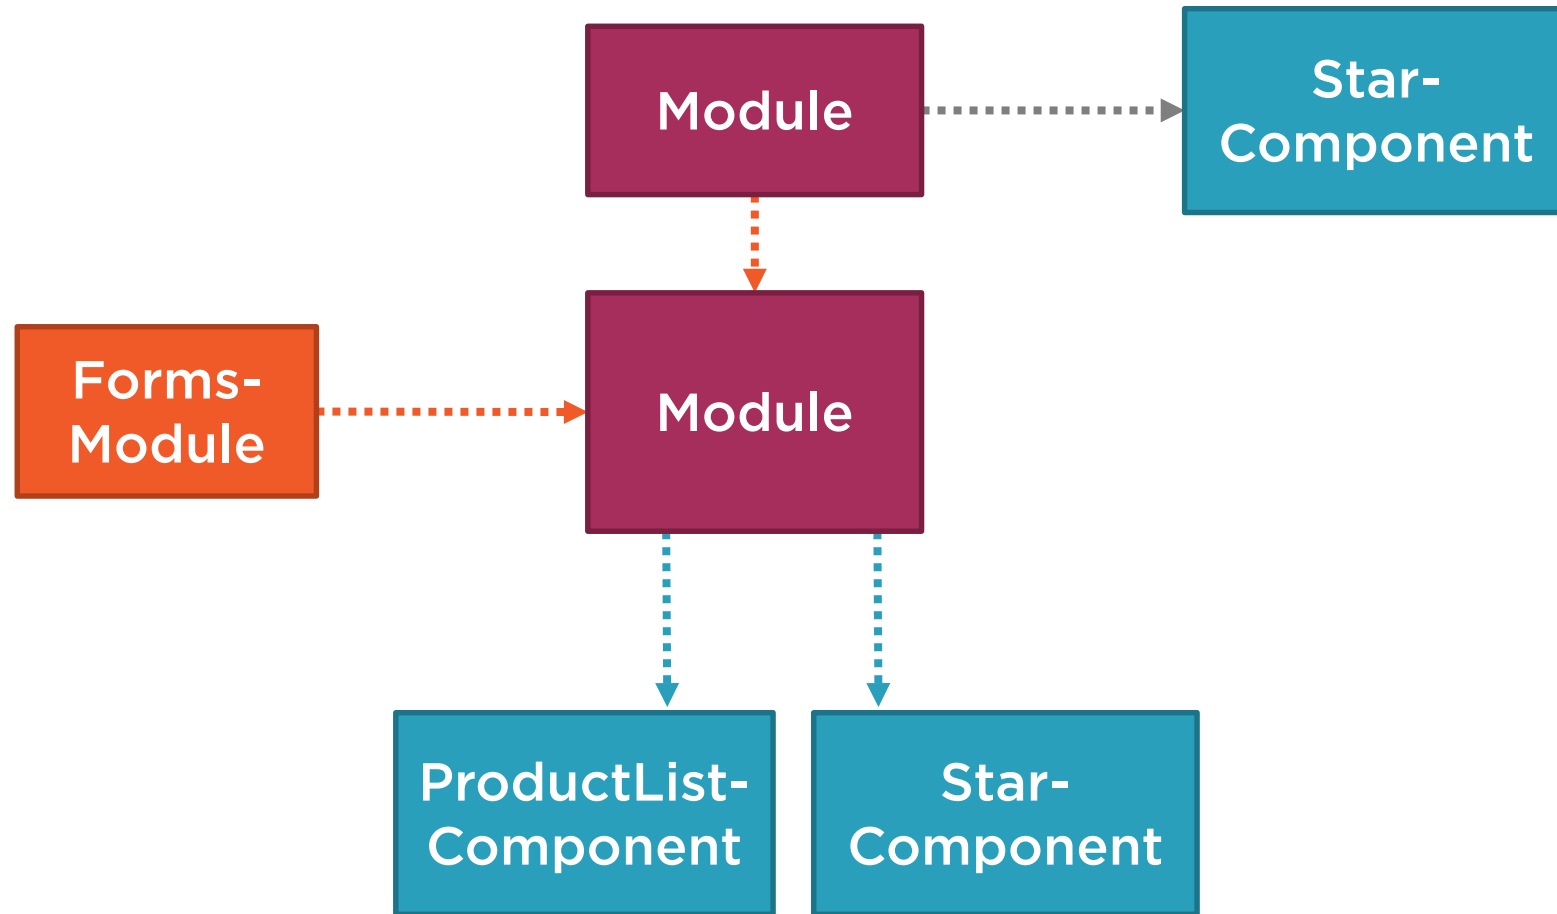 Module
Star-
Component
Forms-
Module
Module
ProductList-
Component
Star-
Component